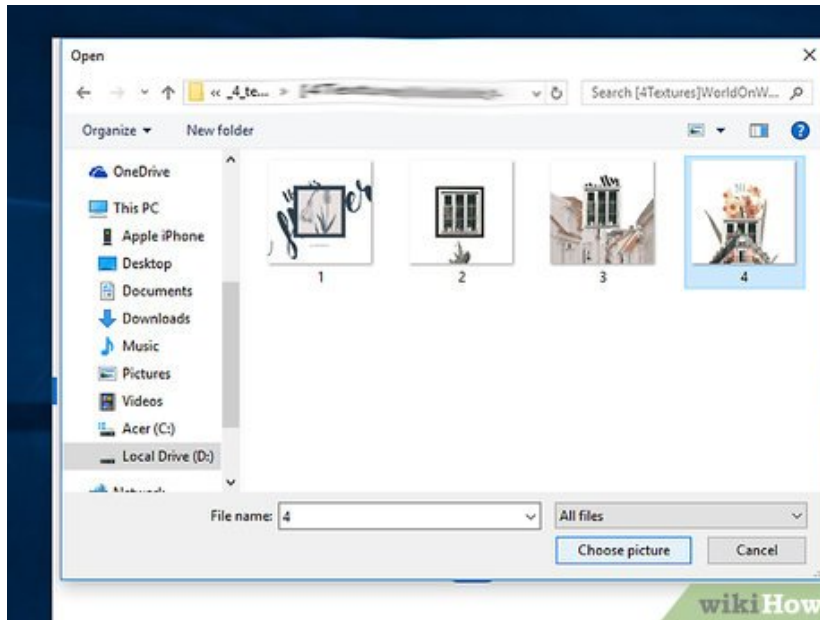 Open
« _4_te... »
Search [4Textures]WorldOnW...
Organize
New folder
OneDrive
This PC
Apple iPhone
Desktop
Documents
Downloads
Music
Pictures
Videos
Acer (C:)
Local Drive (D:)
Network
1
2
3
4
File name: 4
All files
Choose picture
Cancel
wikiHow